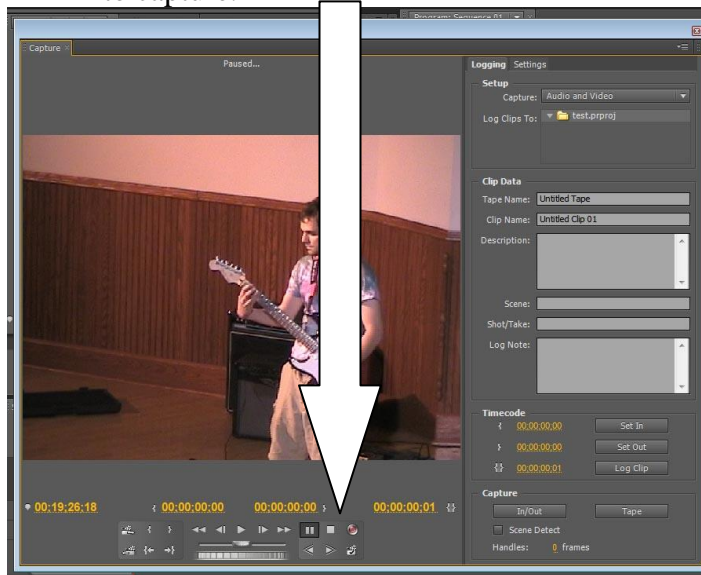 Program: Sequence 01
Capture
Paused...
Logging Settings
Setup
Capture: Audio and Video
Log Clips To: test.prproj
Clip Data
Tape Name: Untitled Tape
Clip Name: Untitled Clip 01
Description:
Scene:
Shot/Take:
Log Note:
Timecode
{ 00;00;00;00 Set In
} 00;00;00;00 Set Out
{} 00;00;00;01 Log Clip
00;19;26;18 { 00;00;00;00 00;00;00;00 } 00;00;00;01 {}
Capture
In/Out Tape
Scene Detect
Handles: 0 frames